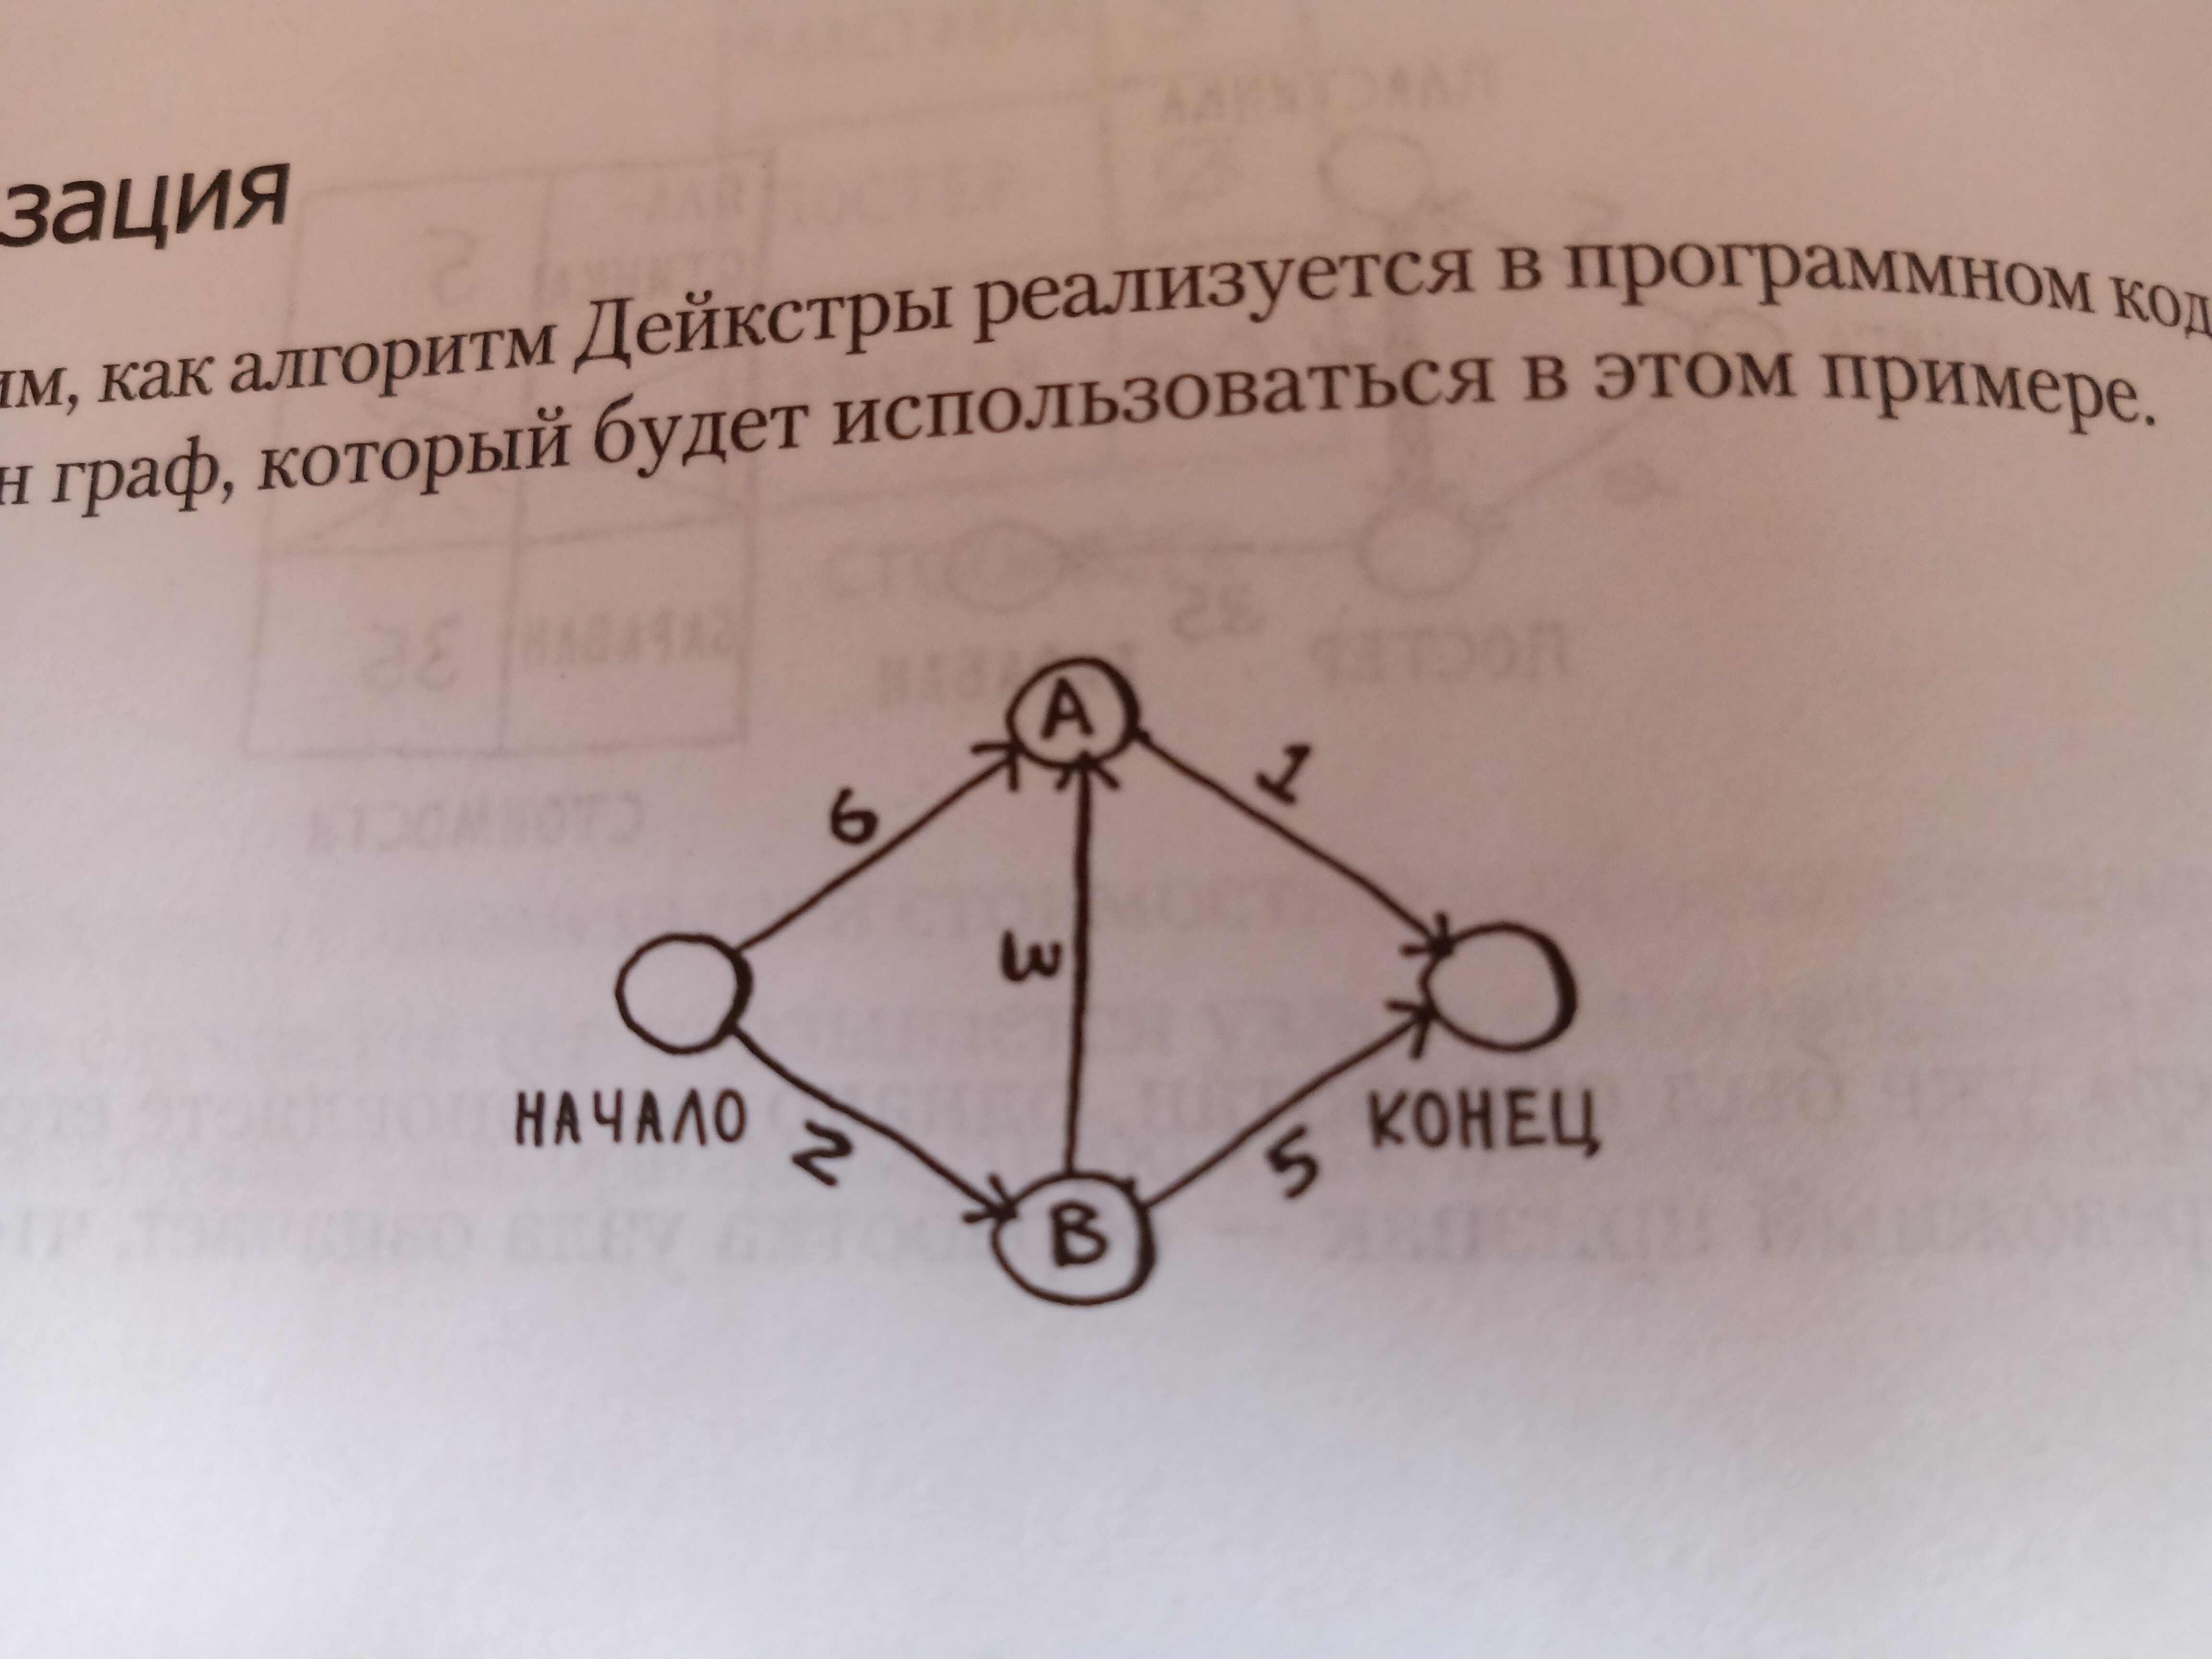 зация
им, как алгоритм Дейкстры реализуется в программном код
н граф, который будет использоваться в этом примере.
A
6
1
3
НАЧАЛО
КОНЕЦ
2
5
B